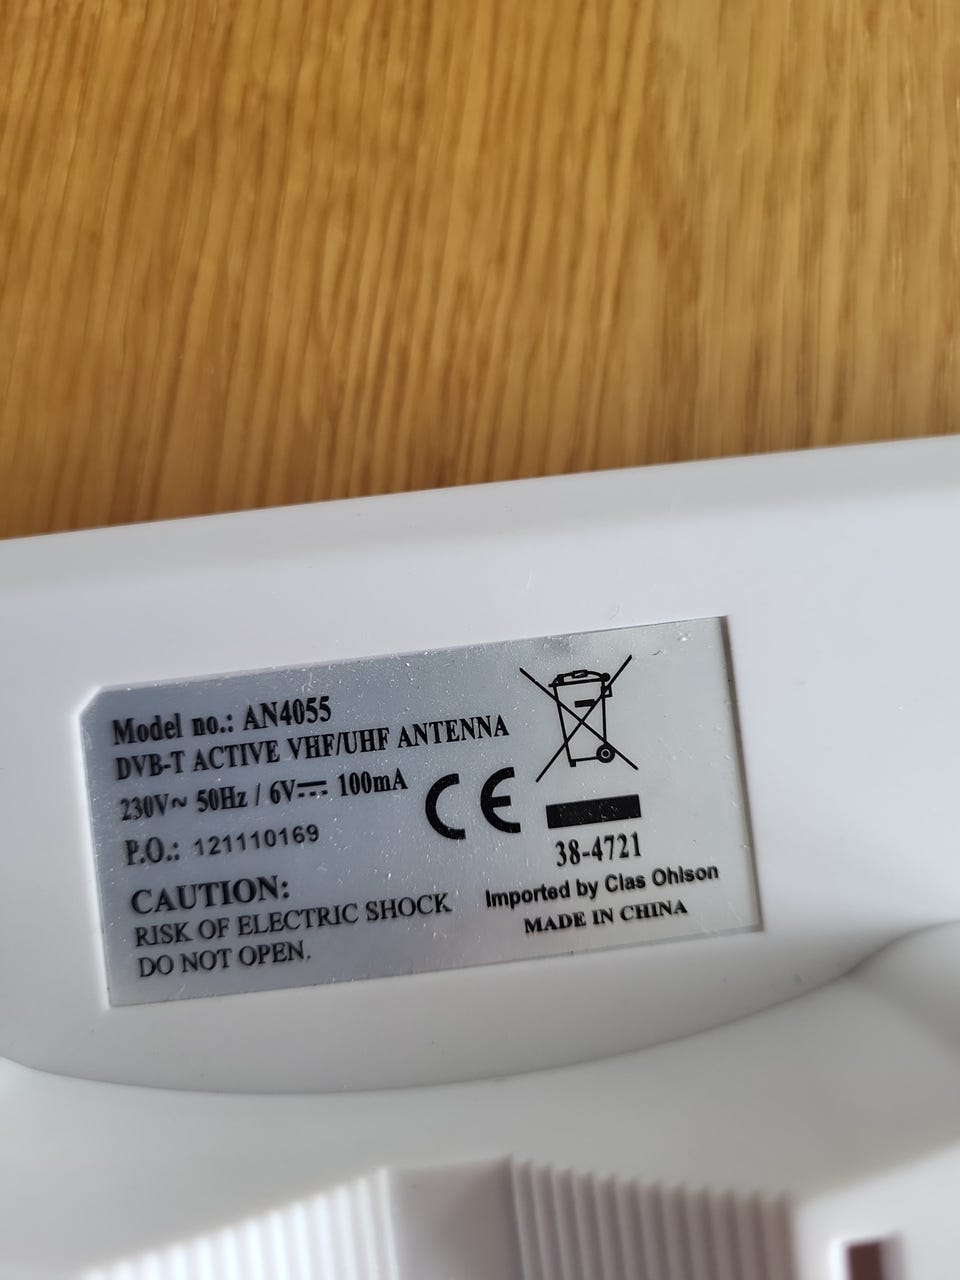 Model no.: AN4055
DVB-T ACTIVE VHF/UHF ANTENNA
230V~ 50Hz / 6V⎓ 100mA
P.O.: 121110169
CAUTION:
RISK OF ELECTRIC SHOCK
DO NOT OPEN.
CE
38-4721
Imported by Clas Ohlson
MADE IN CHINA